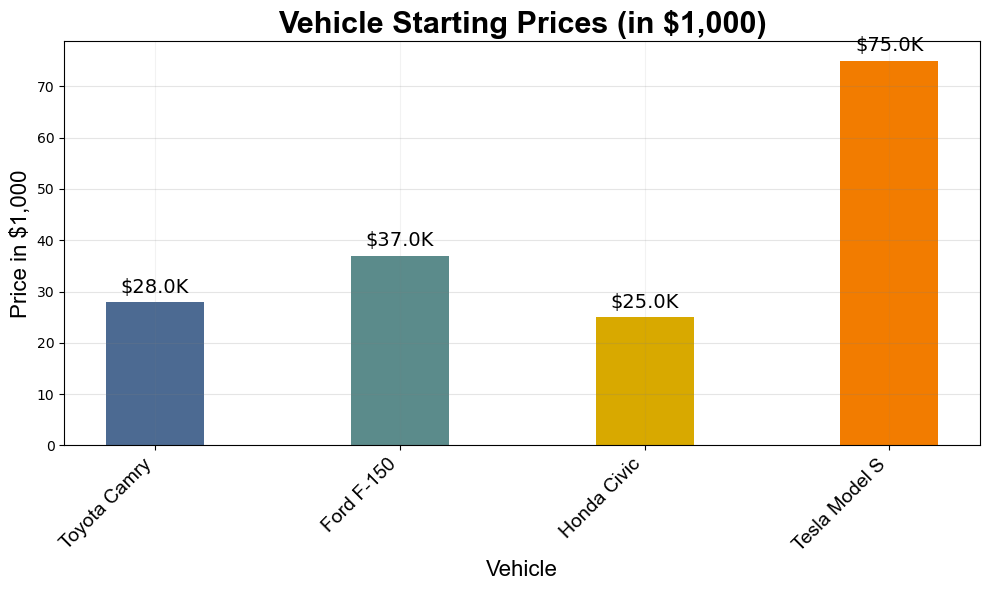 Vehicle Starting Prices (in $1,000)
Price in $1,000
70
60
50
40
30
20
10
0
$28.0K
$37.0K
$25.0K
$75.0K
Toyota Camry
Ford F-150
Honda Civic
Tesla Model S
Vehicle